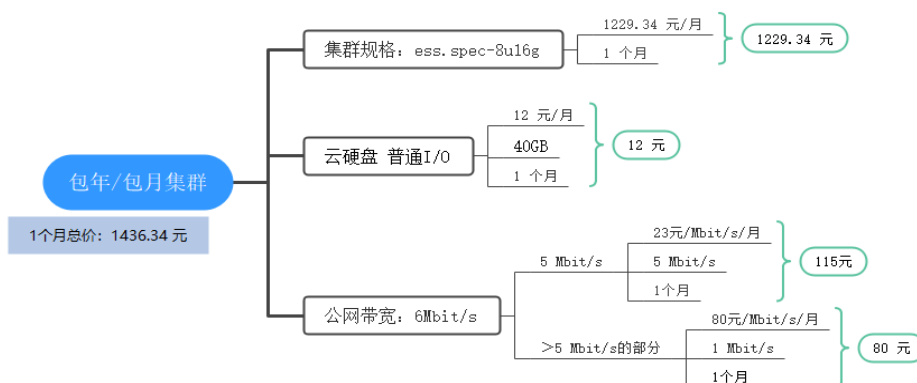 包年/包月集群
1个月总价：1436.34 元
集群规格：ess.spec-8u16g
1229.34 元/月
1 个月
1229.34 元
云硬盘 普通I/O
12 元/月
40GB
1 个月
12 元
公网带宽：6Mbit/s
5 Mbit/s
23元/Mbit/s/月
5 Mbit/s
1个月
115元
>5 Mbit/s的部分
80元/Mbit/s/月
1 Mbit/s
1个月
80 元